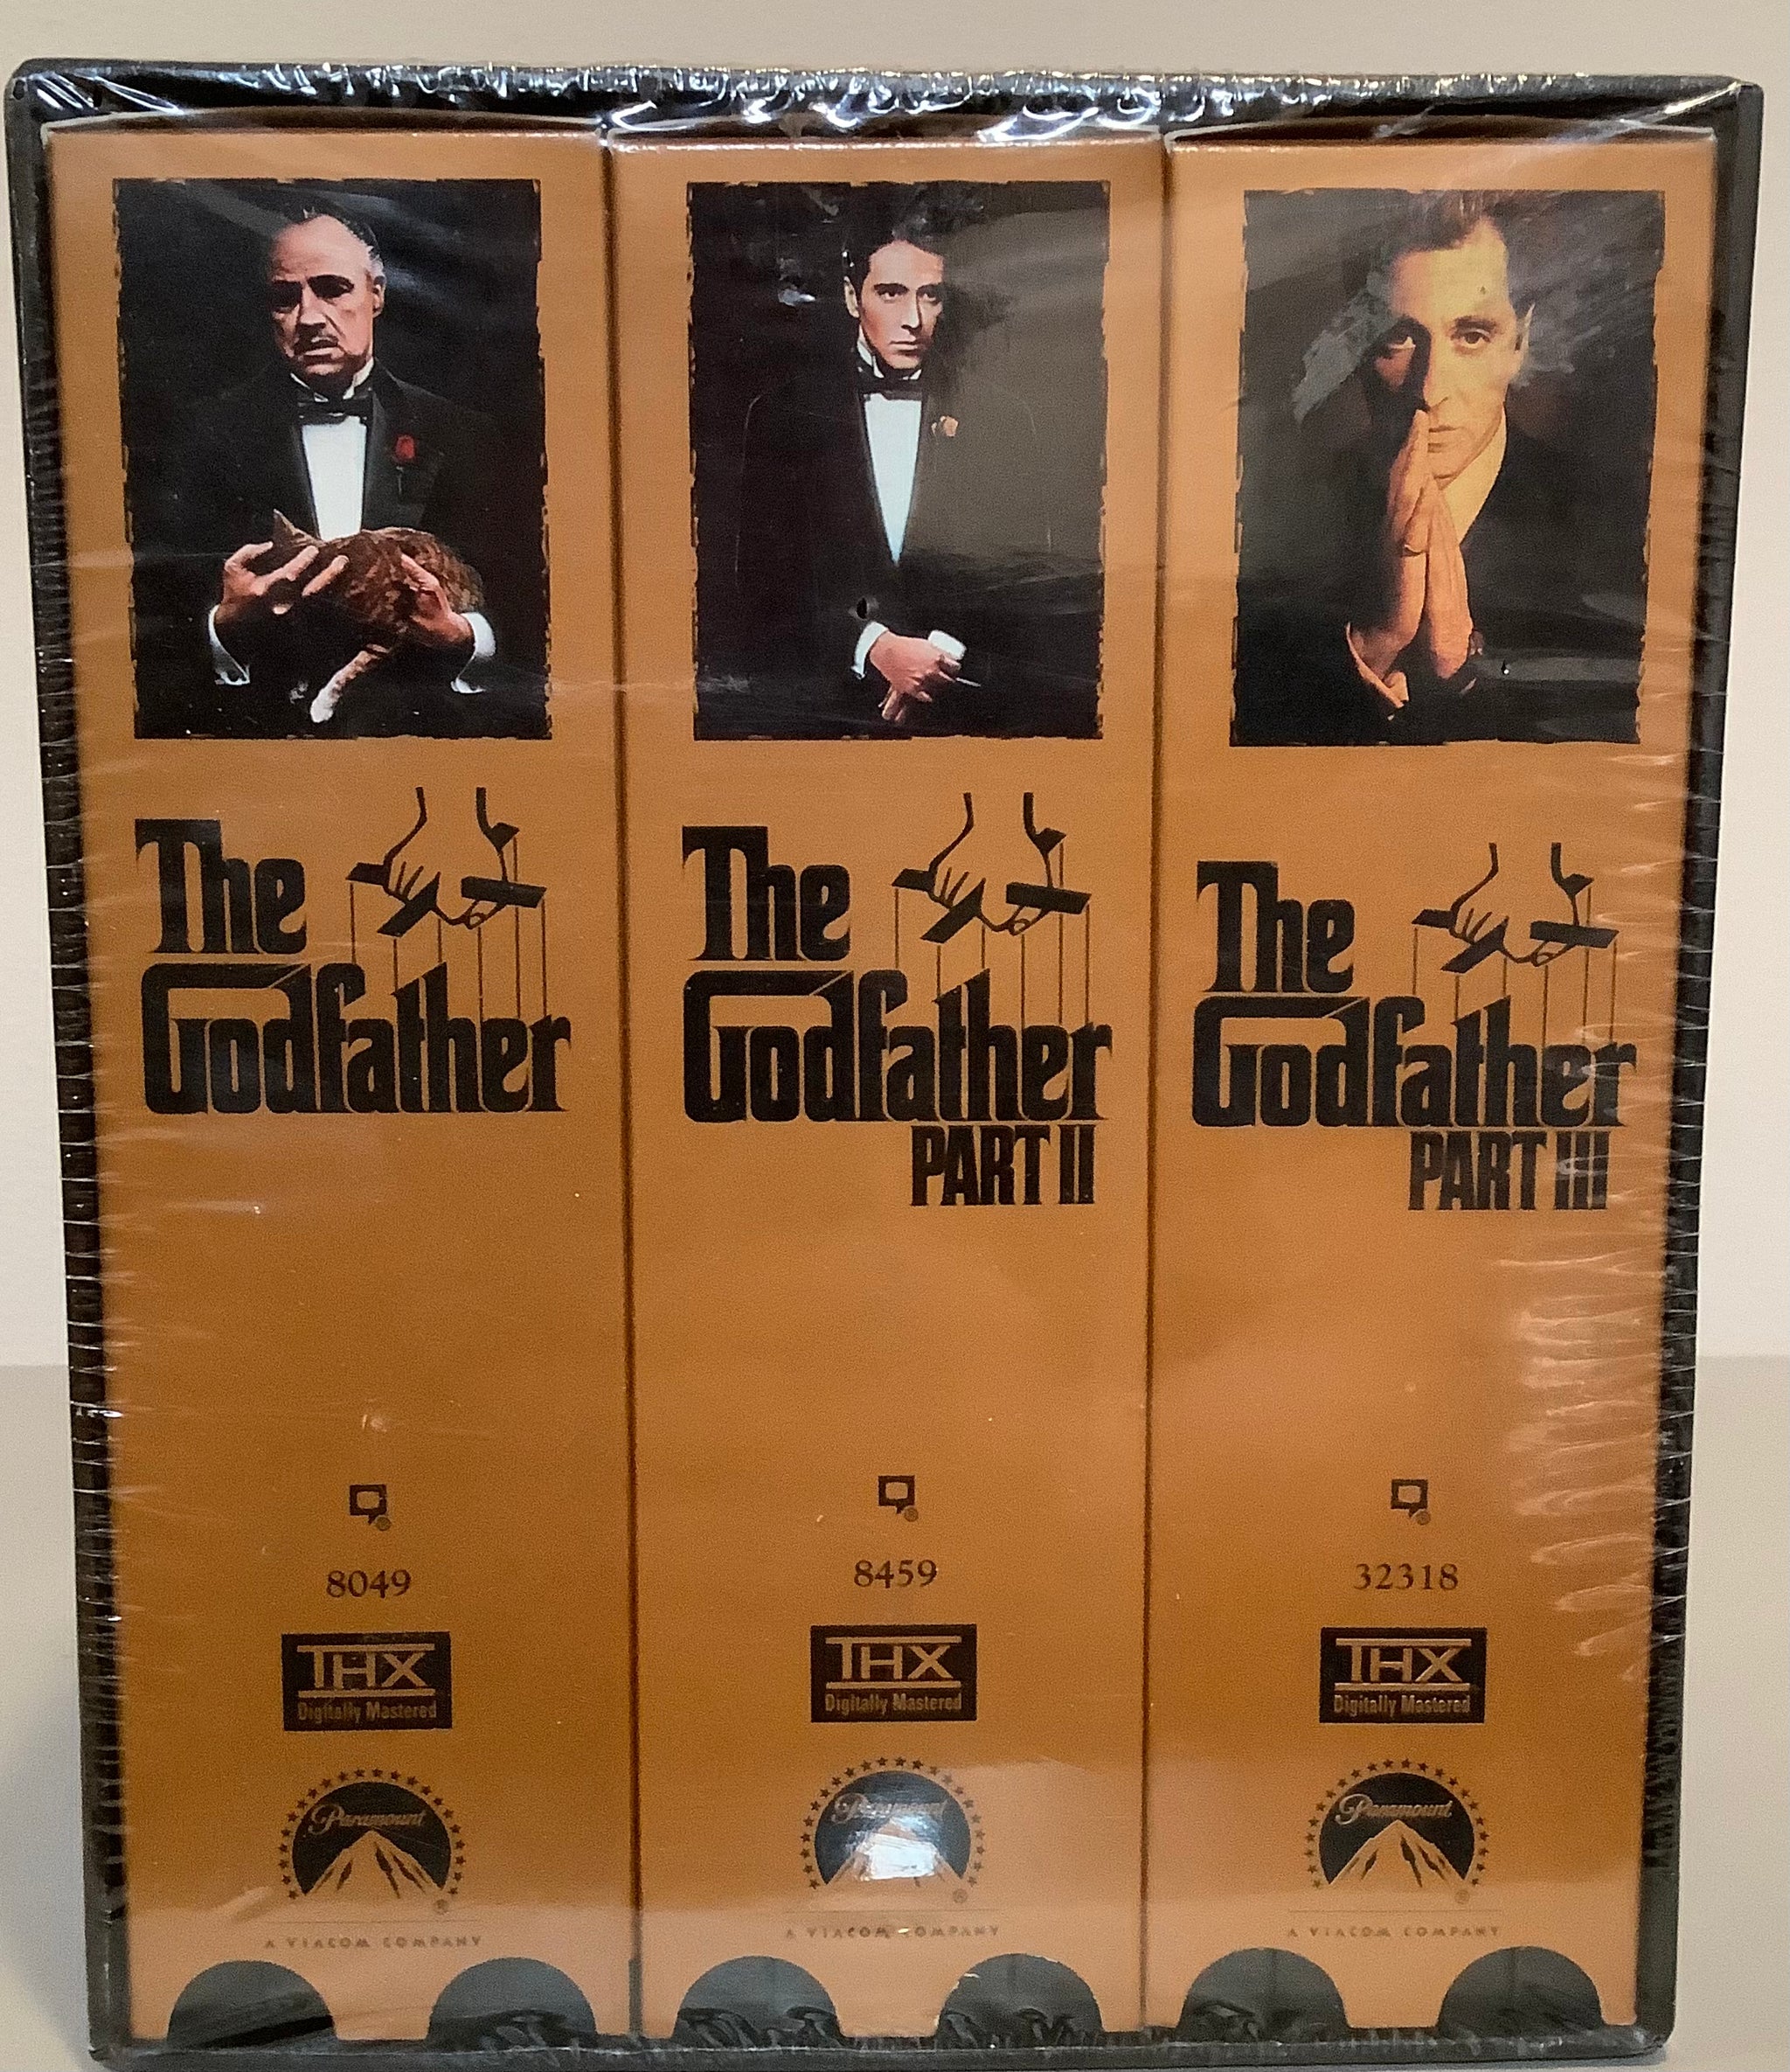 The
Godfather
8049
THX
Digitally Mastered
Paramount
®
A VIACOM COMPANY
The
Godfather
PART II
8459
THX
Digitally Mastered
Paramount
®
A VIACOM COMPANY
The
Godfather
PART III
32318
THX
Digitally Mastered
Paramount
®
A VIACOM COMPANY